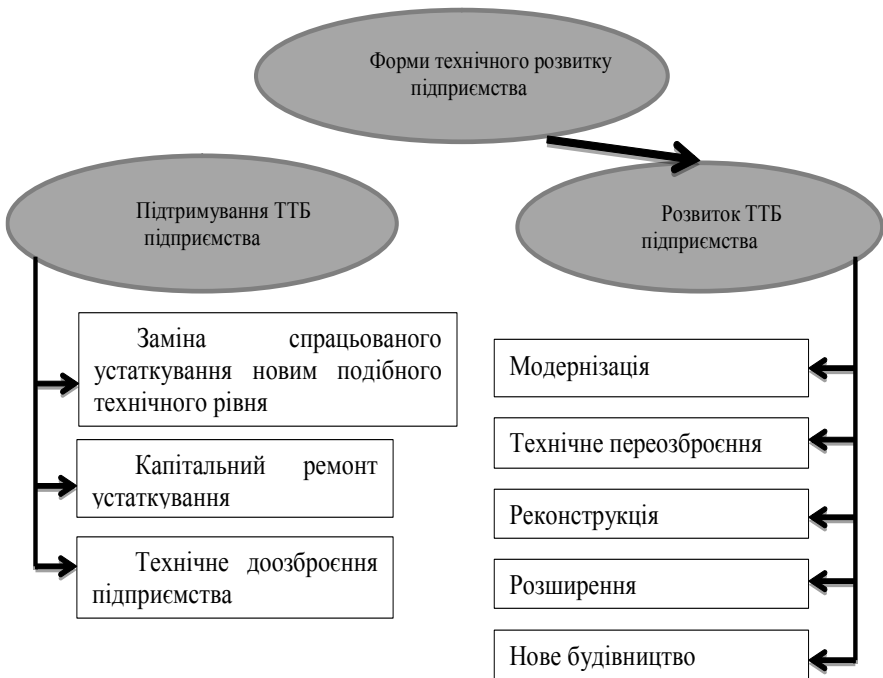 Форми технічного розвитку
підприємства
Підтримування ТТБ
підприємства
Розвиток ТТБ
підприємства
Заміна спрацьованого
устаткування новим подібного
технічного рівня
Капітальний ремонт
устаткування
Технічне доозброєння
підприємства
Модернізація
Технічне переозброєння
Реконструкція
Розширення
Нове будівництво